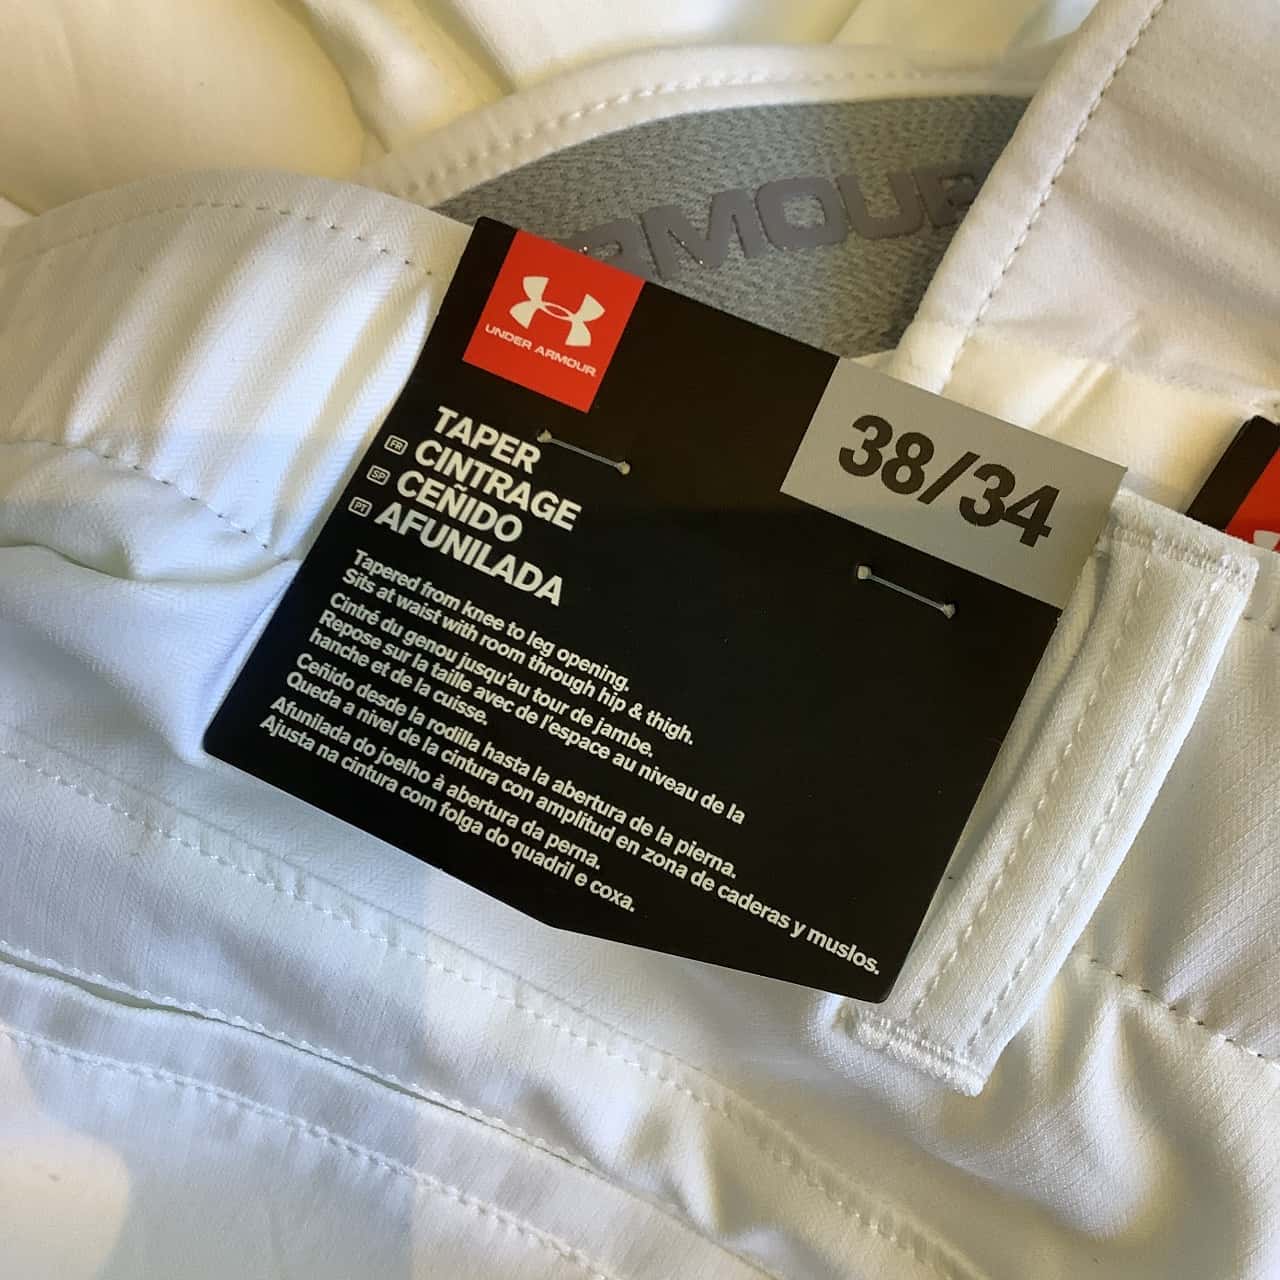 ARMOUR
UNDER ARMOUR
38/34
TAPER
FR CINTRAGE
SP CEÑIDO
PT AFUNILADA
Tapered from knee to leg opening.
Sits at waist with room through hip & thigh.
Cintré du genou jusqu'au tour de jambe.
Repose sur la taille avec de l'espace au niveau de la
hanche et de la cuisse.
Ceñido desde la rodilla hasta la abertura de la pierna.
Queda a nivel de la cintura con amplitud en zona de caderas y muslos.
Afunilada do joelho à abertura da perna.
Ajusta na cintura com folga do quadril e coxa.